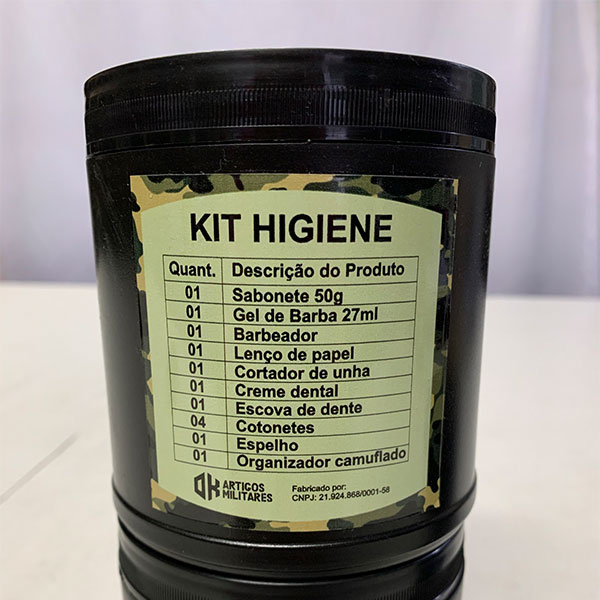 KIT HIGIENE
Quant. Descrição do Produto
01 Sabonete 50g
01 Gel de Barba 27ml
01 Barbeador
01 Lenço de papel
01 Cortador de unha
01 Creme dental
01 Escova de dente
04 Cotonetes
01 Espelho
01 Organizador camuflado
DK ARTIGOS
MILITARES
Fabricado por:
CNPJ: 21.924.868/0001-58